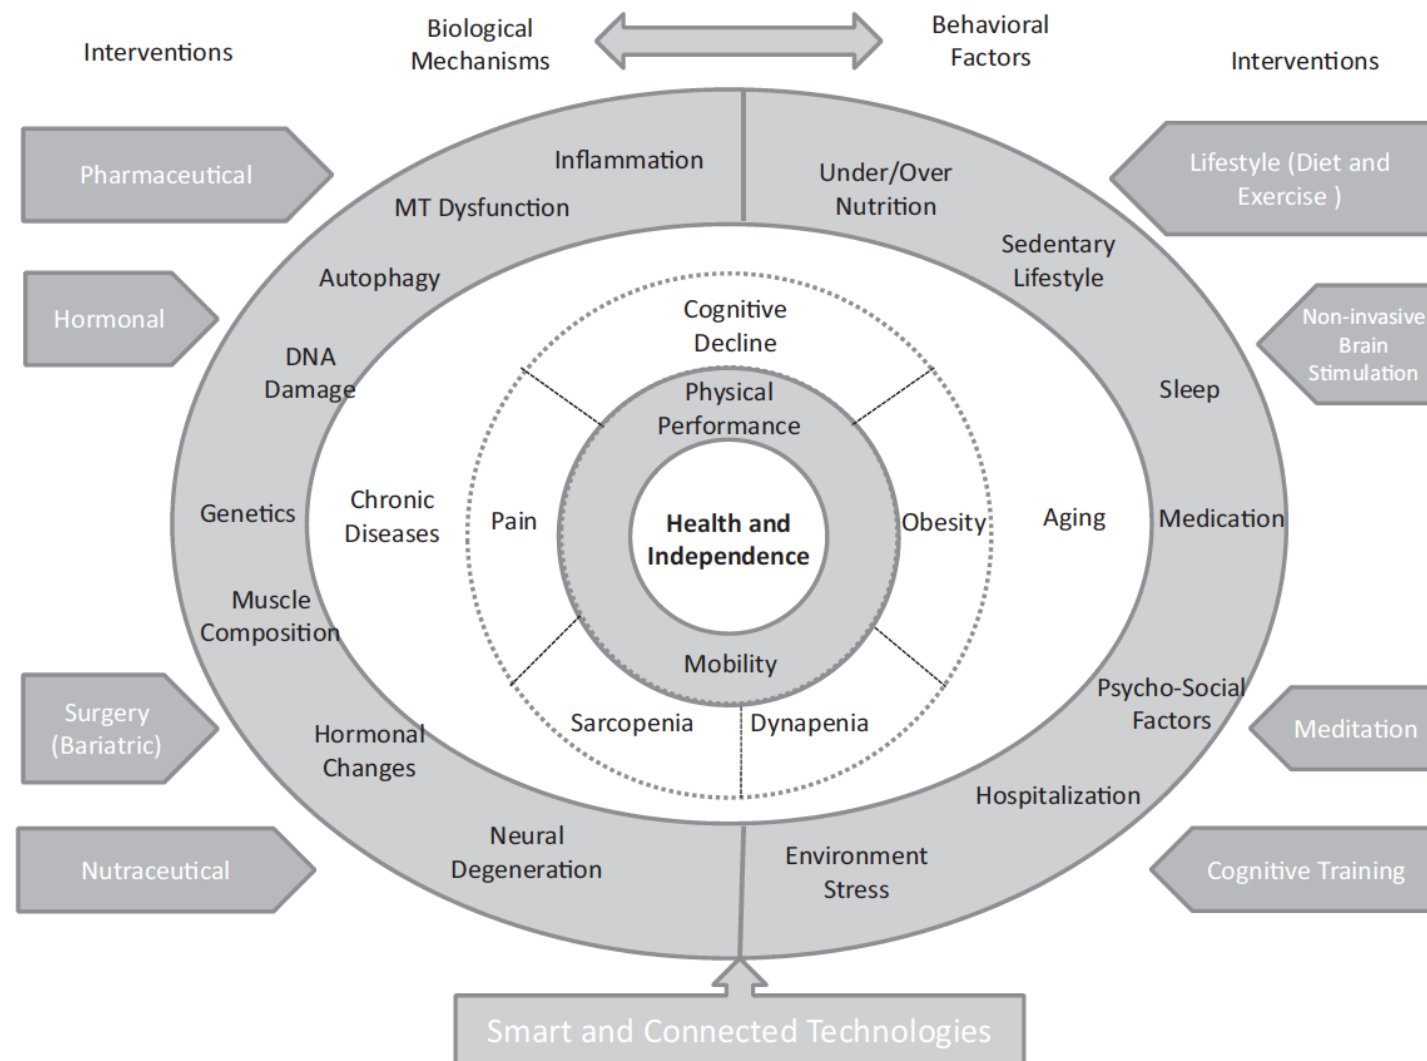 Interventions
Biological
Mechanisms
Behavioral
Factors
Interventions
Pharmaceutical
Hormonal
Surgery
(Bariatric)
Nutraceutical
Inflammation
MT Dysfunction
Autophagy
DNA
Damage
Genetics
Muscle
Composition
Hormonal
Changes
Neural
Degeneration
Under/Over
Nutrition
Sedentary
Lifestyle
Sleep
Medication
Psycho-Social
Factors
Hospitalization
Environment
Stress
Chronic
Diseases
Aging
Cognitive
Decline
Pain
Obesity
Sarcopenia
Dynapenia
Physical
Performance
Mobility
Health and
Independence
Lifestyle (Diet and
Exercise )
Non-invasive
Brain
Stimulation
Meditation
Cognitive Training
Smart and Connected Technologies